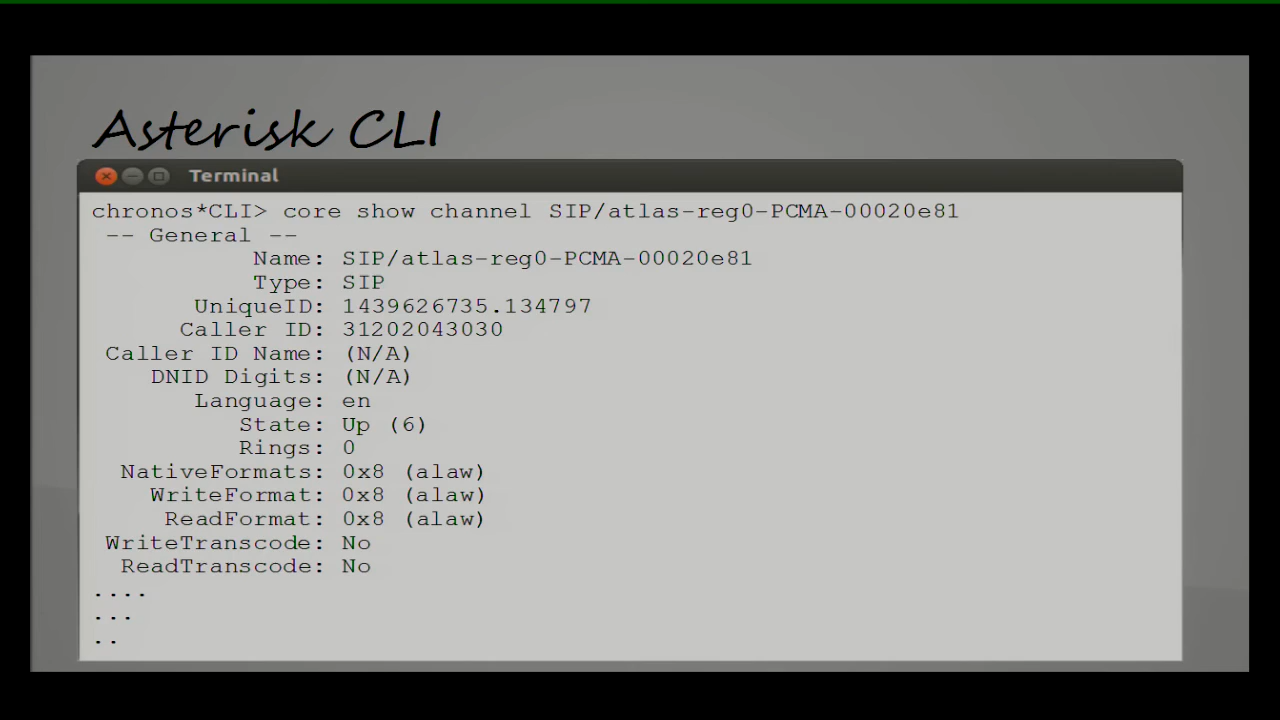 Asterisk CLI
Terminal
chronos*CLI> core show channel SIP/atlas-reg0-PCMA-00020e81
-- General --
Name: SIP/atlas-reg0-PCMA-00020e81
Type: SIP
UniqueID: 1439626735.134797
Caller ID: 31202043030
Caller ID Name: (N/A)
DNID Digits: (N/A)
Language: en
State: Up (6)
Rings: 0
NativeFormats: 0x8 (alaw)
WriteFormat: 0x8 (alaw)
ReadFormat: 0x8 (alaw)
WriteTranscode: No
ReadTranscode: No
....
...
..